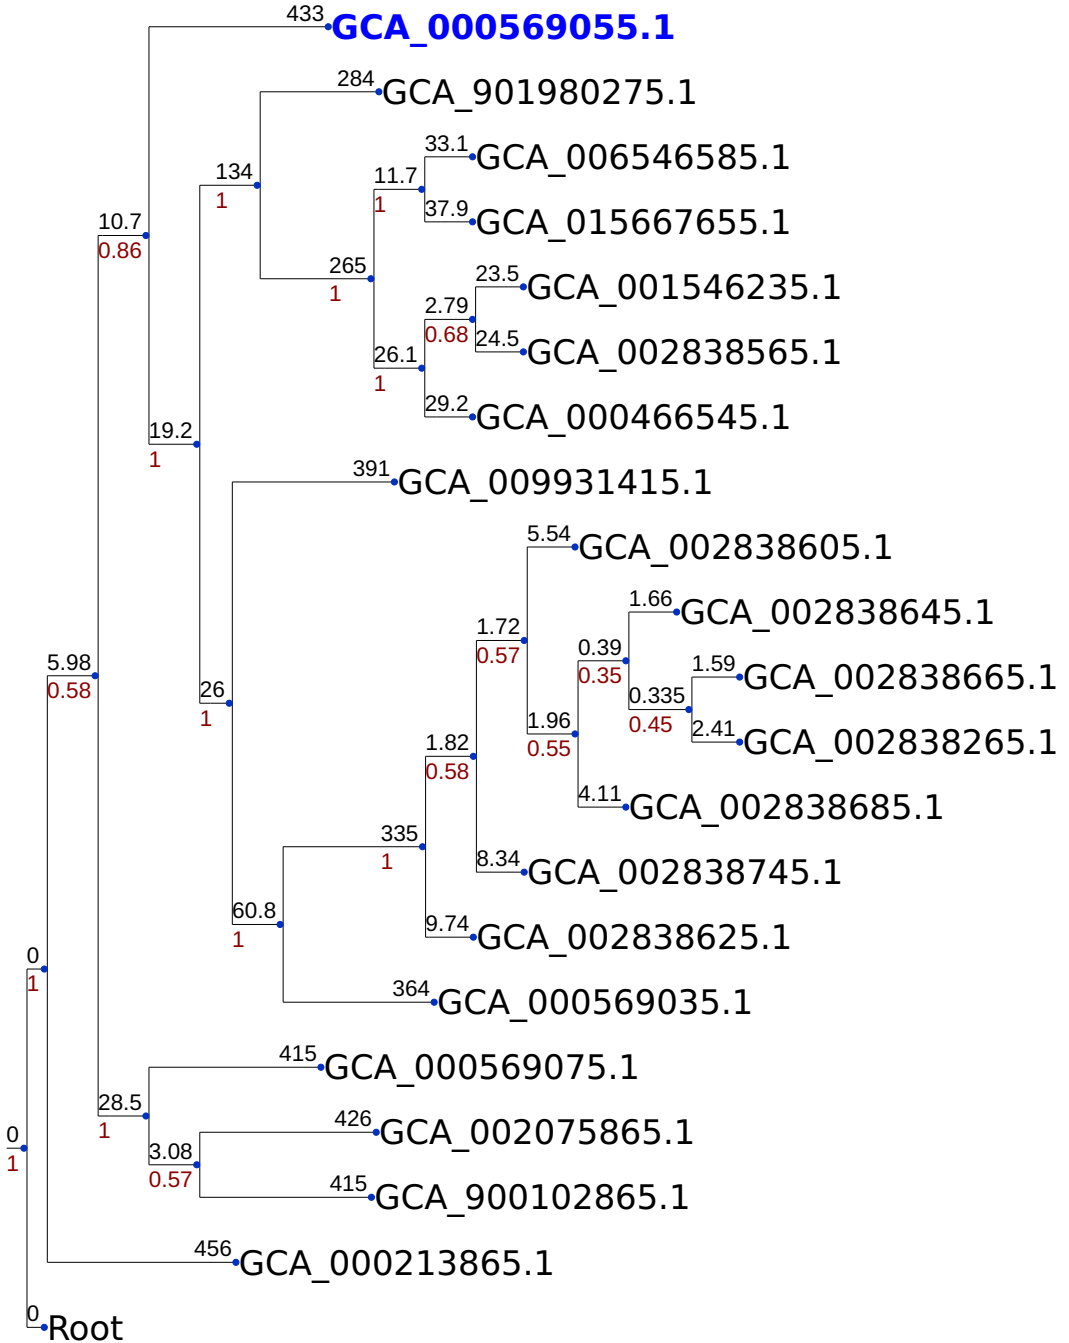 433
GCA_000569055.1
284
GCA_901980275.1
33.1
GCA_006546585.1
134
1
11.7
1
37.9
GCA_015667655.1
10.7
0.86
265
1
23.5
GCA_001546235.1
2.79
0.68
24.5
GCA_002838565.1
26.1
1
29.2
GCA_000466545.1
19.2
1
391
GCA_009931415.1
5.54
GCA_002838605.1
1.66
GCA_002838645.1
1.72
0.57
0.39
0.35
5.98
0.58
1.59
GCA_002838665.1
26
1
0.335
0.45
1.96
0.55
2.41
GCA_002838265.1
1.82
0.58
4.11
GCA_002838685.1
335
1
8.34
GCA_002838745.1
60.8
1
9.74
GCA_002838625.1
0
1
364
GCA_000569035.1
415
GCA_000569075.1
28.5
1
426
GCA_002075865.1
0
1
3.08
0.57
415
GCA_900102865.1
456
GCA_000213865.1
0
Root